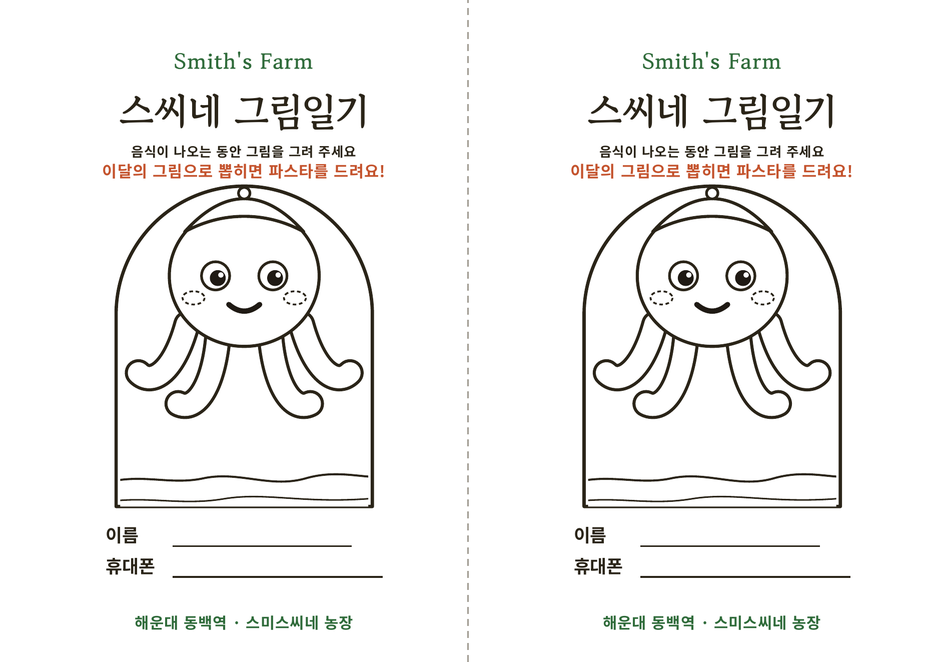 Smith's Farm
스씨네 그림일기
음식이 나오는 동안 그림을 그려 주세요
이달의 그림으로 뽑히면 파스타를 드려요!
이름
휴대폰
해운대 동백역 · 스미스씨네 농장
Smith's Farm
스씨네 그림일기
음식이 나오는 동안 그림을 그려 주세요
이달의 그림으로 뽑히면 파스타를 드려요!
이름
휴대폰
해운대 동백역 · 스미스씨네 농장